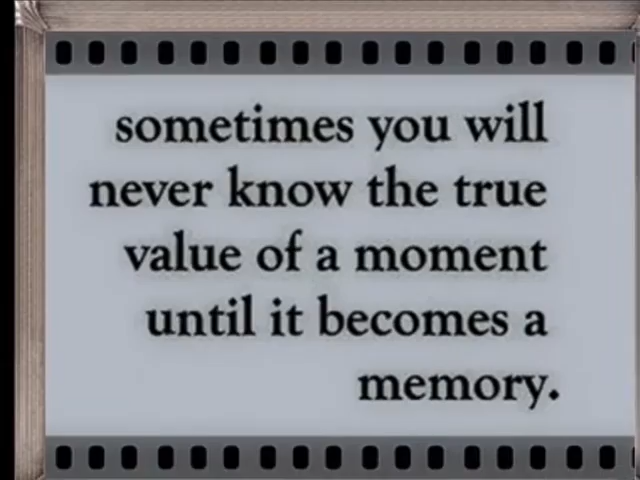 sometimes you will
never know the true
value of a moment
until it becomes a
memory.